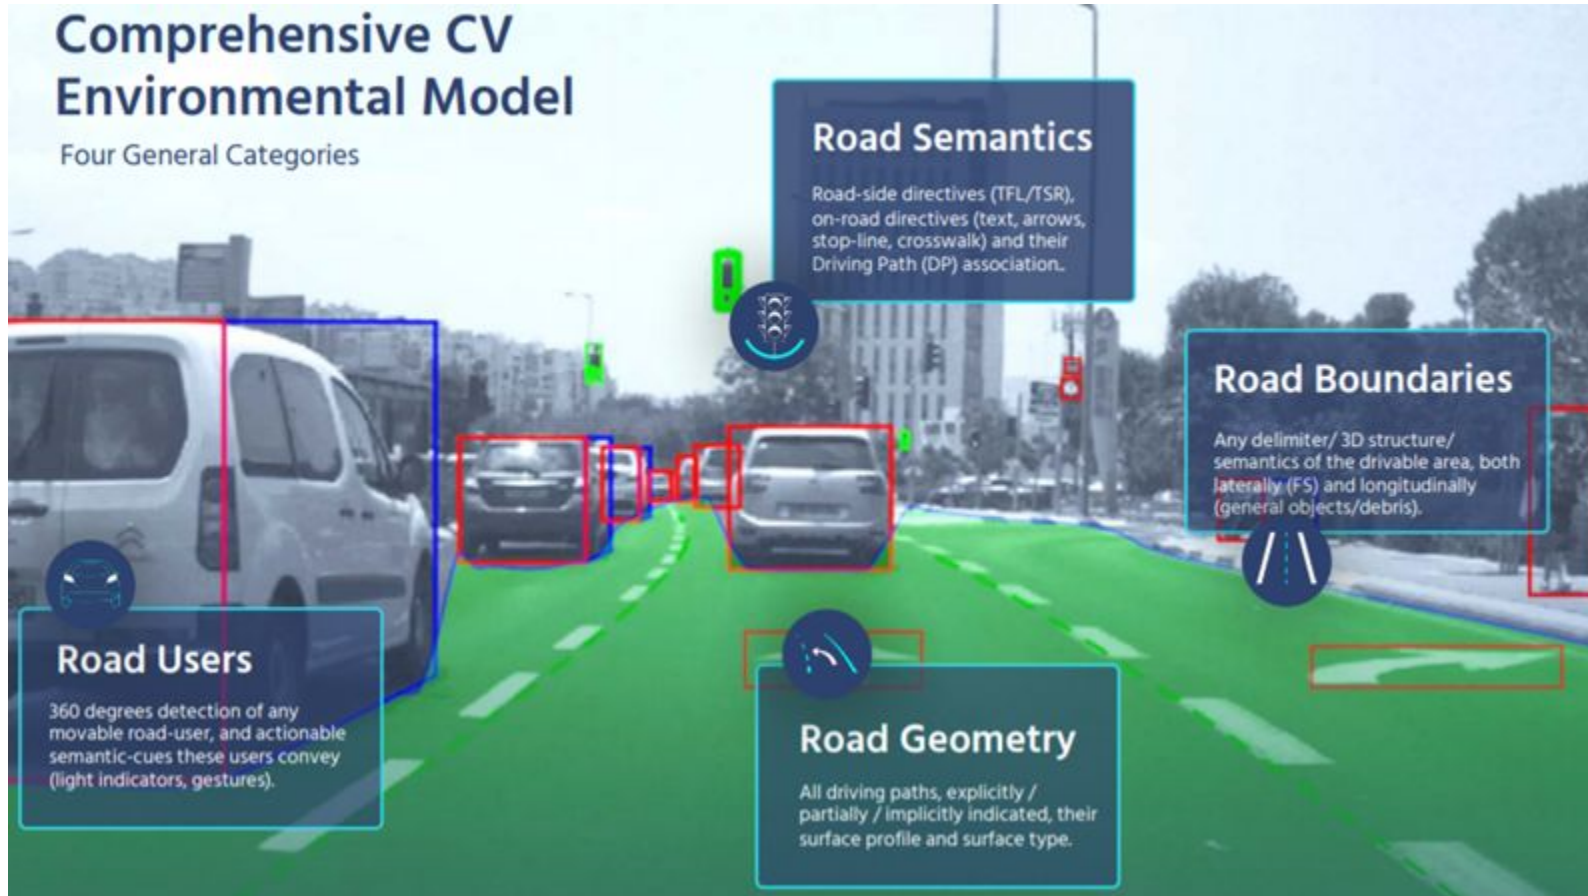 Comprehensive CV
Environmental Model
Four General Categories
Road Semantics
Road-side directives (TFL/TSR),
on-road directives (text, arrows,
stop-line, crosswalk) and their
Driving Path (DP) association..
Road Boundaries
Any delimiter/ 3D structure/
semantics of the drivable area, both
laterally (FS) and longitudinally
(general objects/debris).
Road Users
360 degrees detection of any
movable road-user, and actionable
semantic-cues these users convey
(light indicators, gestures).
Road Geometry
All driving paths, explicitly /
partially / implicitly indicated, their
surface profile and surface type.